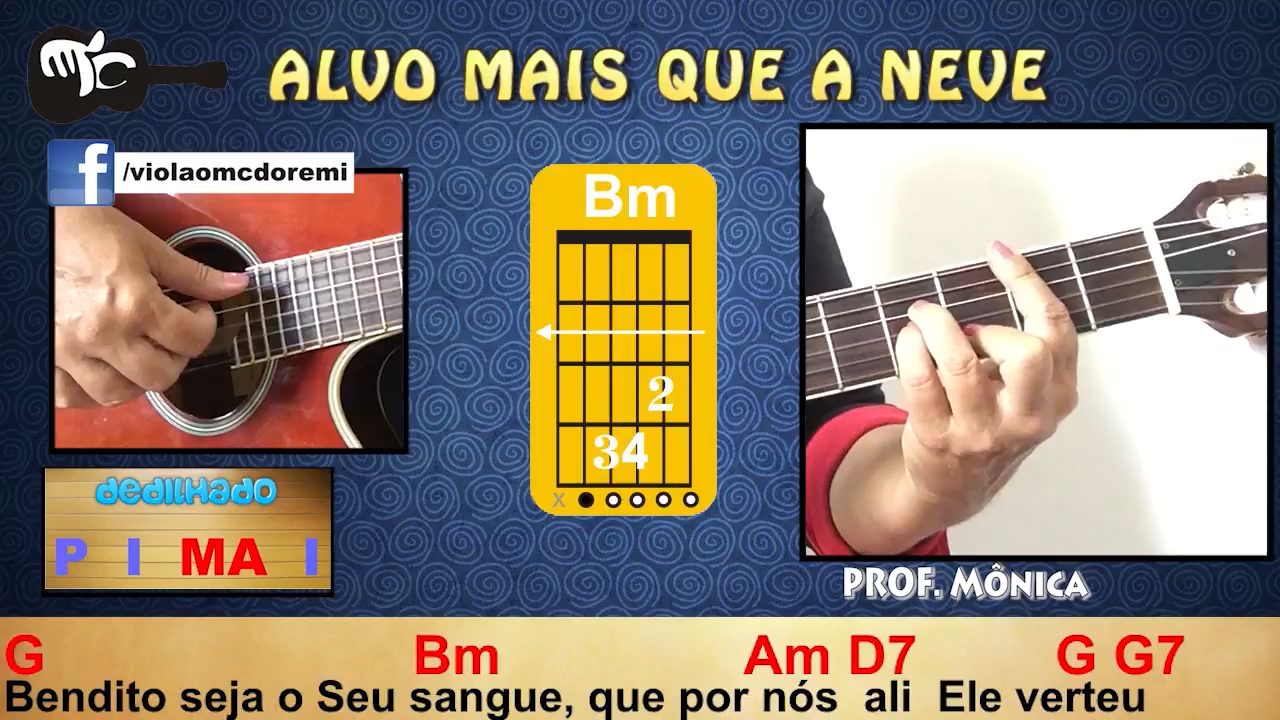 mc
ALVO MAIS QUE A NEVE
f /violaomcdoremi
Bm
2
34
X
DEDILHADO
P I MA I
PROF. MÔNICA
G Bm Am D7 G G7
Bendito seja o Seu sangue, que por nós ali Ele verteu